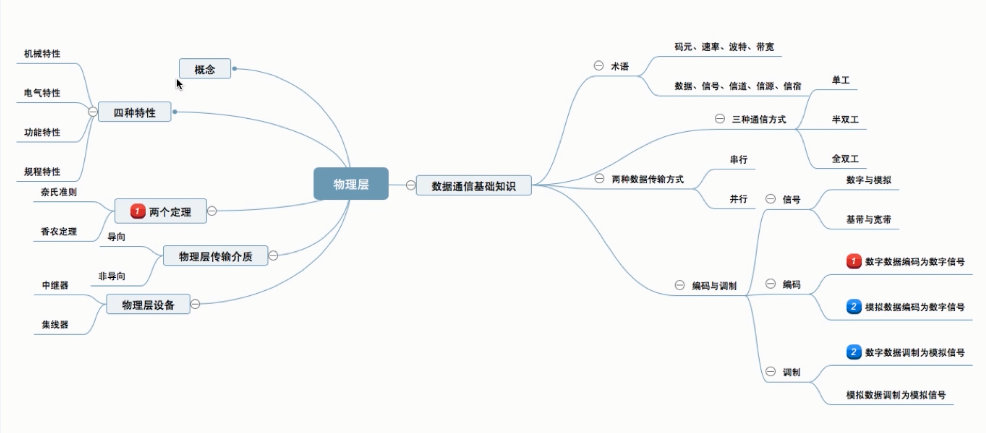 物理层
概念
四种特性
机械特性
电气特性
功能特性
规程特性
1 两个定理
奈氏准则
香农定理
物理层传输介质
导向
非导向
物理层设备
中继器
集线器
数据通信基础知识
术语
码元、速率、波特、带宽
数据、信号、信道、信源、信宿
三种通信方式
单工
半双工
全双工
两种数据传输方式
串行
并行
编码与调制
信号
数字与模拟
基带与宽带
编码
1 数字数据编码为数字信号
2 模拟数据编码为数字信号
调制
2 数字数据调制为模拟信号
模拟数据调制为模拟信号